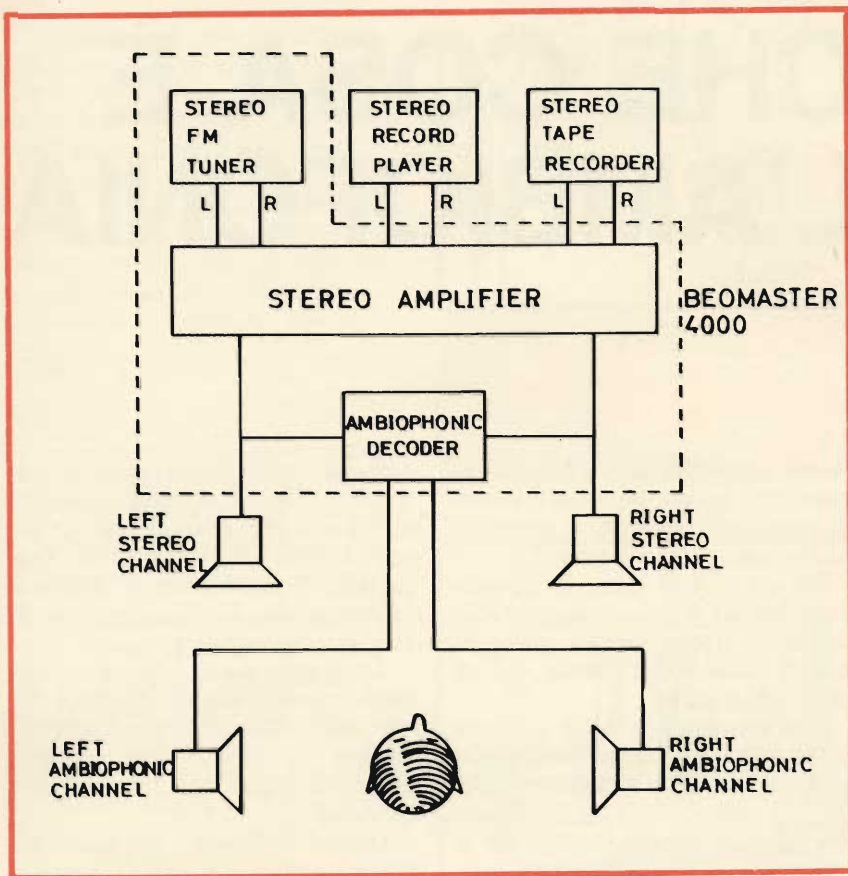 STEREO
FM
TUNER
STEREO
RECORD
PLAYER
STEREO
TAPE
RECORDER
L
R
L
R
L
R
STEREO AMPLIFIER
BEOMASTER
4000
AMBIOPHONIC
DECODER
LEFT
STEREO
CHANNEL
RIGHT
STEREO
CHANNEL
LEFT
AMBIOPHONIC
CHANNEL
RIGHT
AMBIOPHONIC
CHANNEL